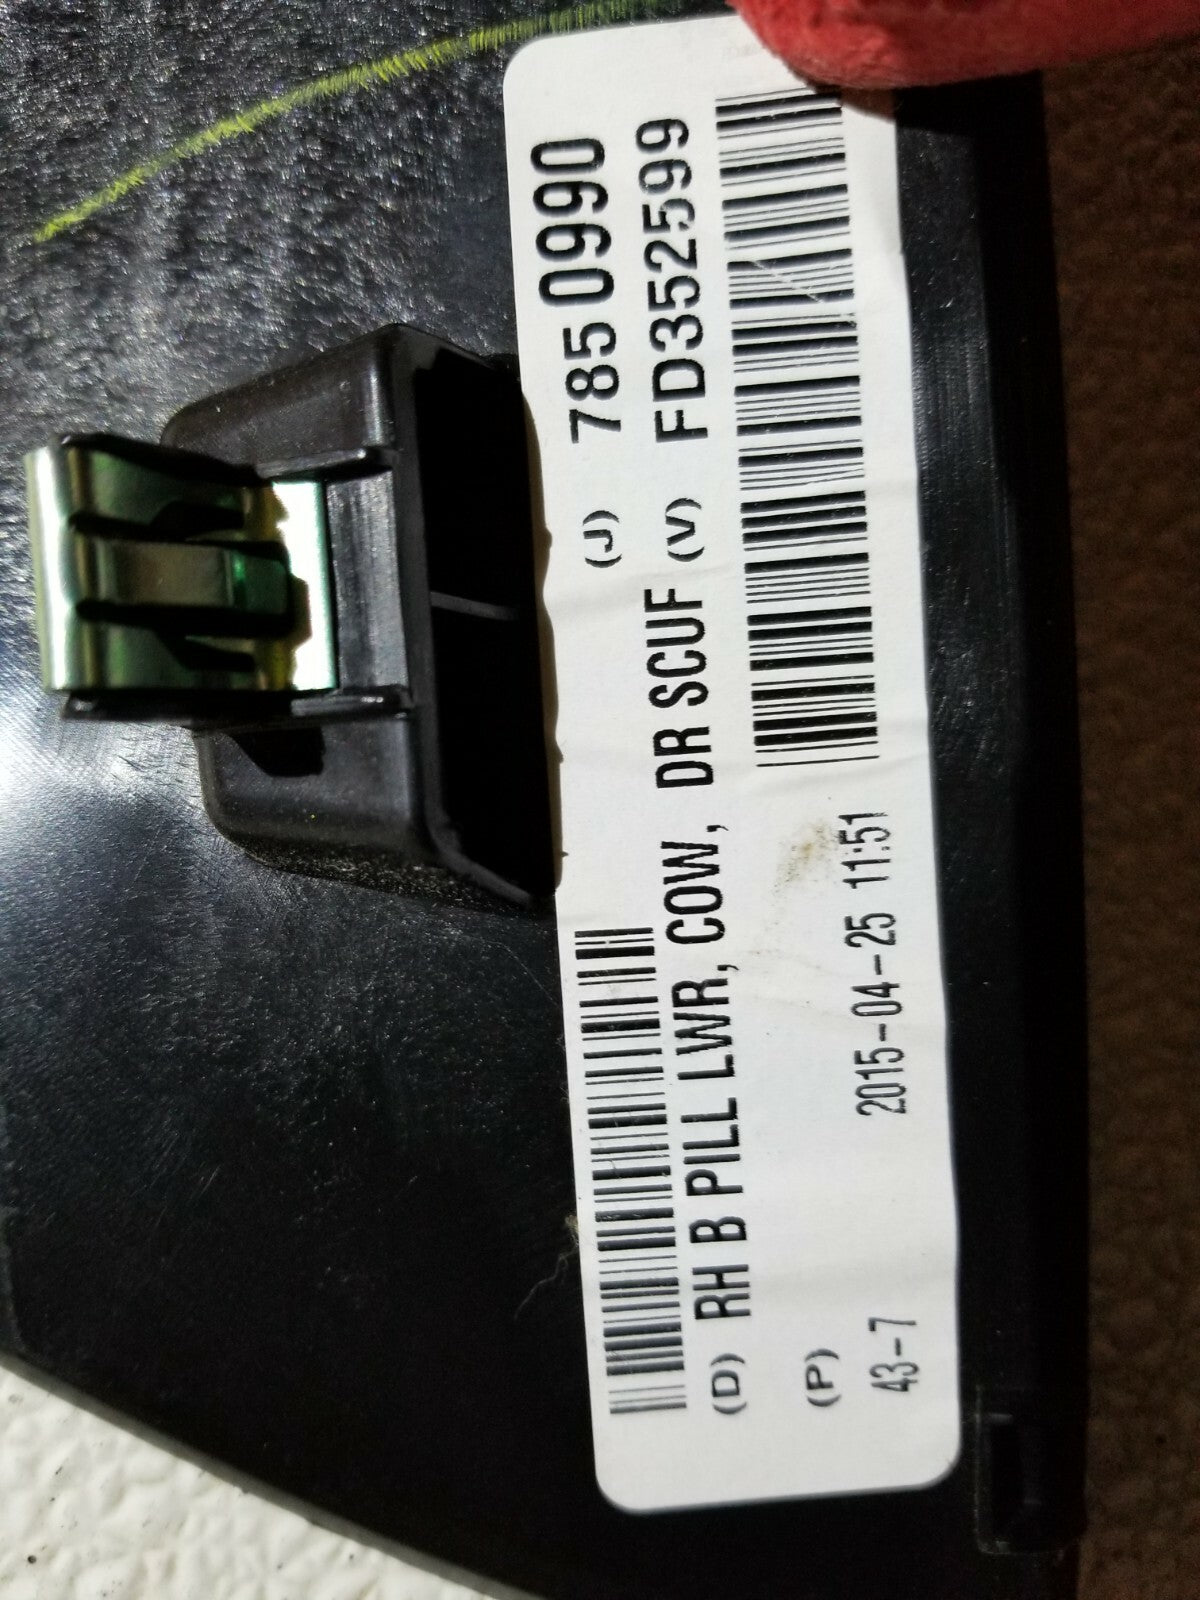 (J) 785 0990
(D) RH B PILL LWR, COW, DR SCUF (V) FD352599
(P)
43-7 2015-04-25 11:51